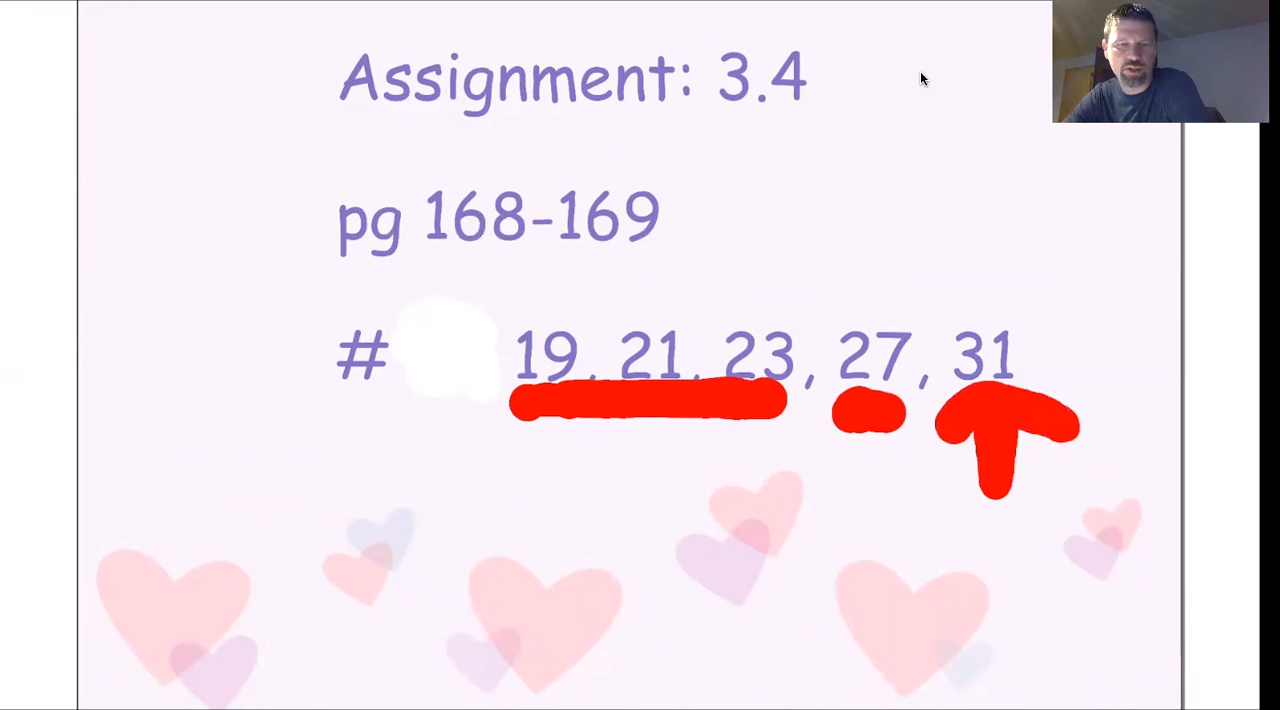 Assignment: 3.4
pg 168-169
# 19, 21, 23, 27, 31